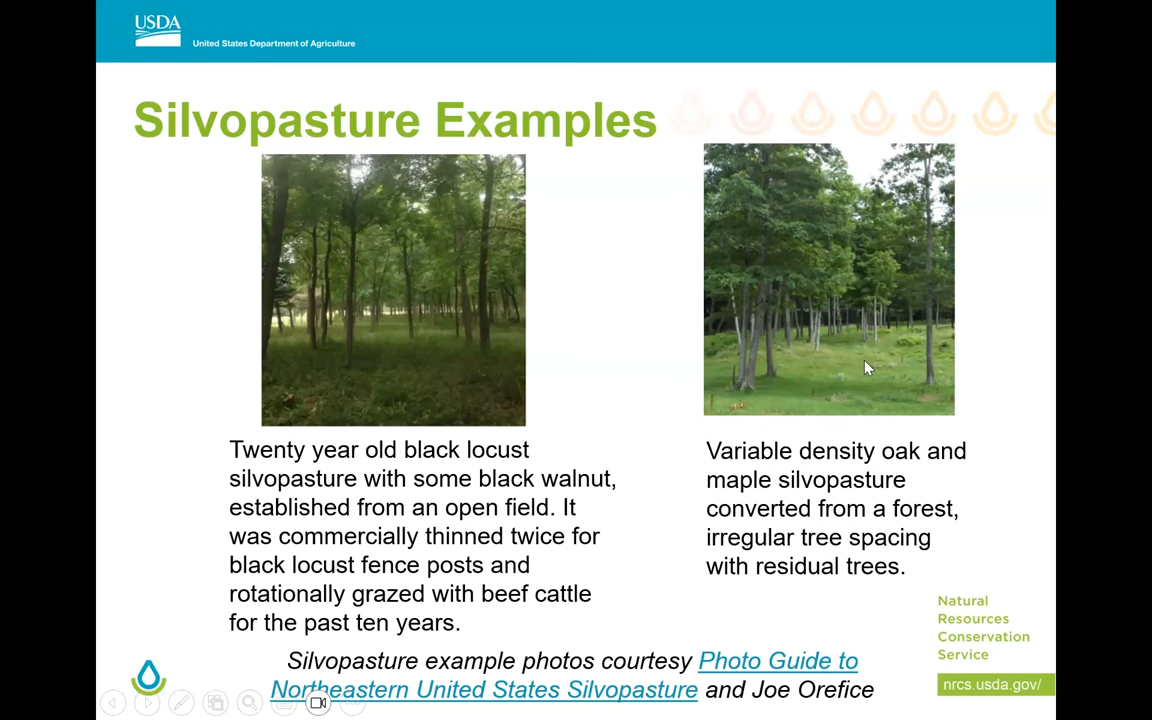 USDA
United States Department of Agriculture
Silvopasture Examples
Twenty year old black locust
silvopasture with some black walnut,
established from an open field. It
was commercially thinned twice for
black locust fence posts and
rotationally grazed with beef cattle
for the past ten years.
Variable density oak and
maple silvopasture
converted from a forest,
irregular tree spacing
with residual trees.
Silvopasture example photos courtesy Photo Guide to
Northeastern United States Silvopasture and Joe Orefice
Natural
Resources
Conservation
Service
nrcs.usda.gov/